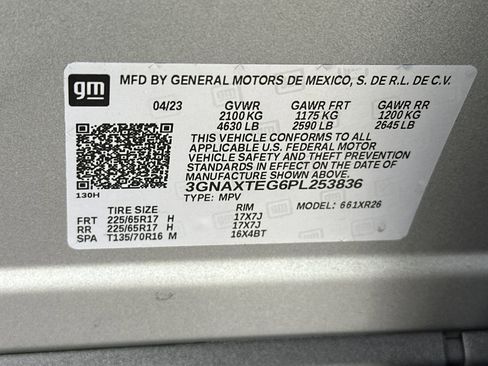 gm MFD BY GENERAL MOTORS DE MEXICO, S. DE R.L. DE C.V.
04/23 GVWR GAWR FRT GAWR RR
2100 KG 1175 KG 1200 KG
4630 LB 2590 LB 2645 LB
THIS VEHICLE CONFORMS TO ALL
APPLICABLE U.S. FEDERAL MOTOR
VEHICLE SAFETY AND THEFT PREVENTION
STANDARDS IN EFFECT ON THE DATE OF
MANUFACTURE SHOWN ABOVE.
3GNAXTEG6PL253836
130H TYPE: MPV MODEL: 661XR26
TIRE SIZE RIM
FRT 225/65R17 H 17X7J
RR 225/65R17 H 17X7J
SPA T135/70R16 M 16X4BT